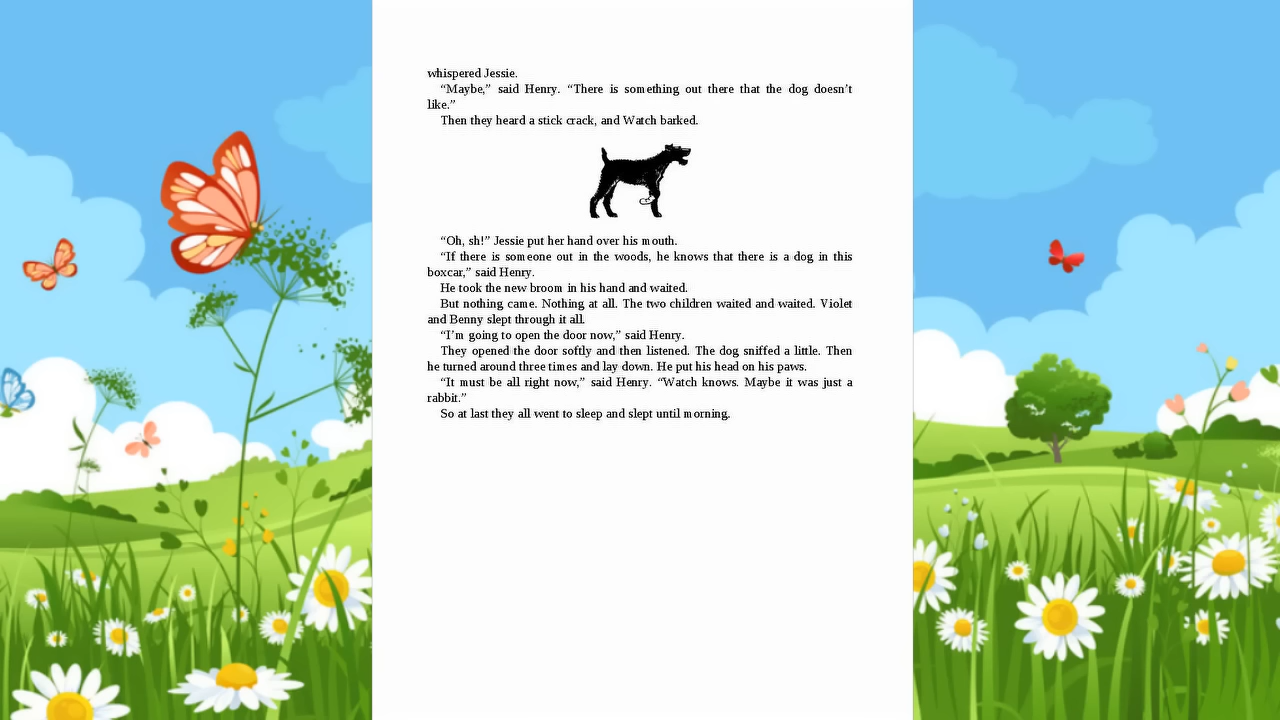 whispered Jessie.
“Maybe,” said Henry. “There is something out there that the dog doesn’t
like.”
Then they heard a stick crack, and Watch barked.
“Oh, sh!” Jessie put her hand over his mouth.
“If there is someone out in the woods, he knows that there is a dog in this
boxcar,” said Henry.
He took the new broom in his hand and waited.
But nothing came. Nothing at all. The two children waited and waited. Violet
and Benny slept through it all.
“I’m going to open the door now,” said Henry.
They opened the door softly and then listened. The dog sniffed a little. Then
he turned around three times and lay down. He put his head on his paws.
“It must be all right now,” said Henry. “Watch knows. Maybe it was just a
rabbit.”
So at last they all went to sleep and slept until morning.